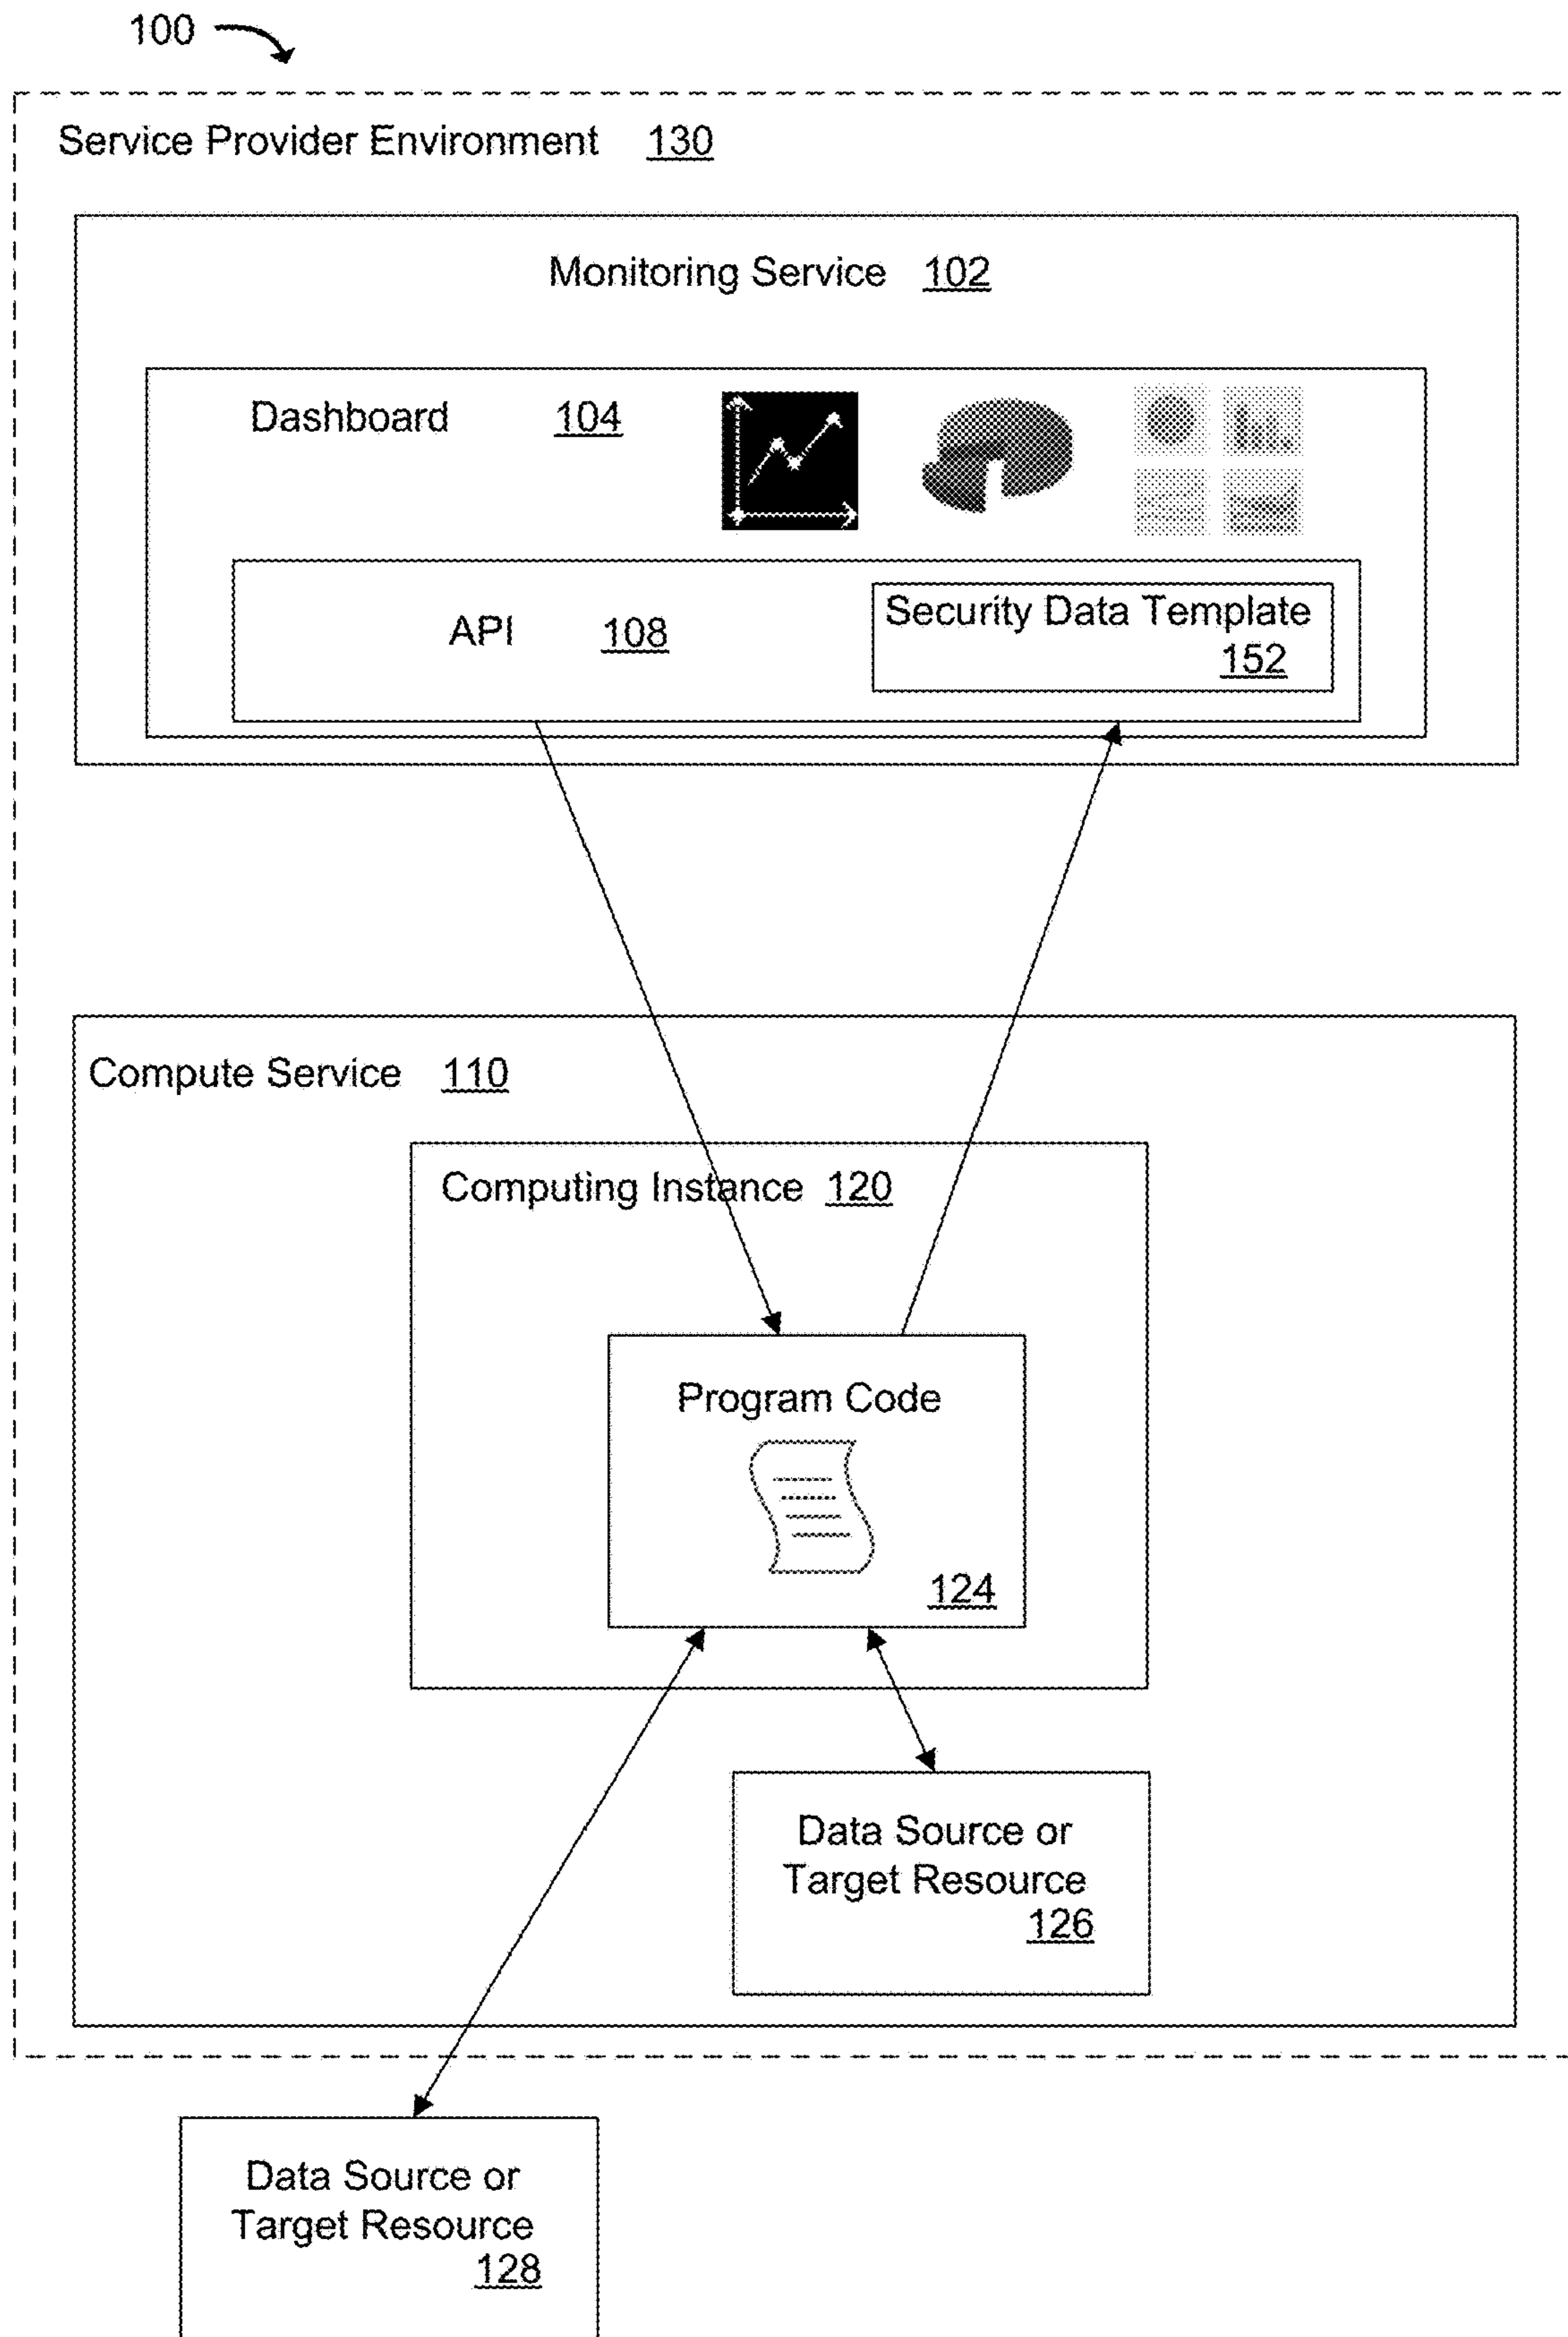 100
Service Provider Environment 130
Monitoring Service 102
Dashboard 104
API 108
Security Data Template
152
Compute Service 110
Computing Instance 120
Program Code
124
Data Source or
Target Resource
126
Data Source or
Target Resource
128